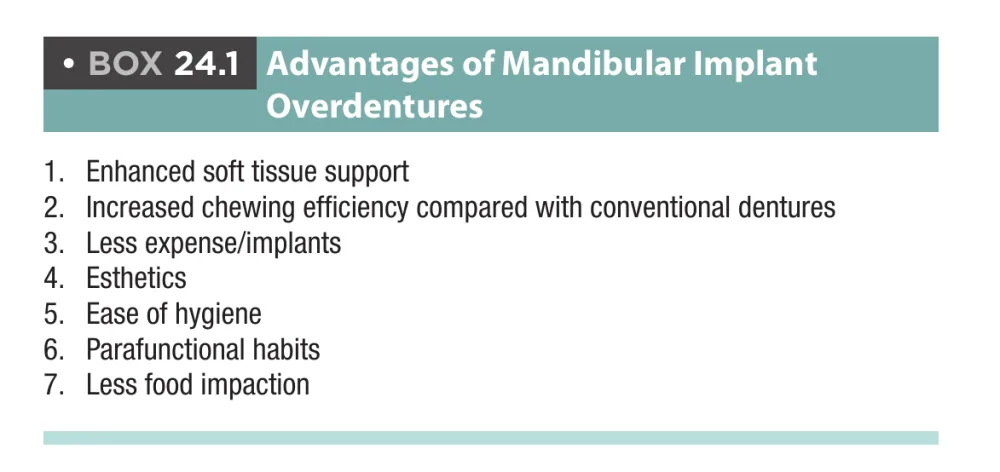 • BOX 24.1 Advantages of Mandibular Implant
Overdentures
1. Enhanced soft tissue support
2. Increased chewing efficiency compared with conventional dentures
3. Less expense/implants
4. Esthetics
5. Ease of hygiene
6. Parafunctional habits
7. Less food impaction